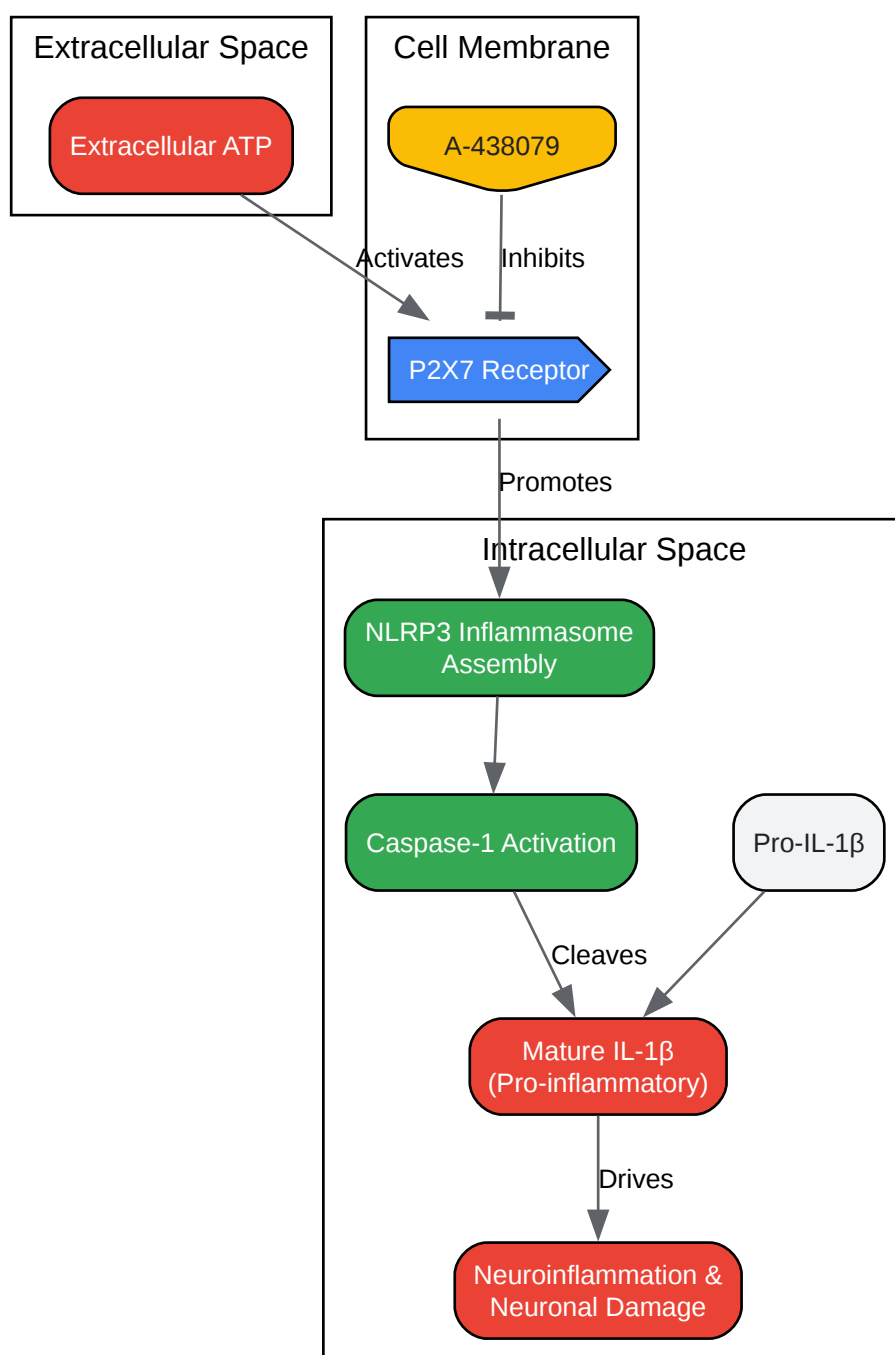 Extracellular Space
Cell Membrane
Extracellular ATP
A-438079
Activates
Inhibits
P2X7 Receptor
Promotes
Intracellular Space
NLRP3 Inflammasome
Assembly
Caspase-1 Activation
Pro-IL-1β
Cleaves
Mature IL-1β
(Pro-inflammatory)
Drives
Neuroinflammation &
Neuronal Damage